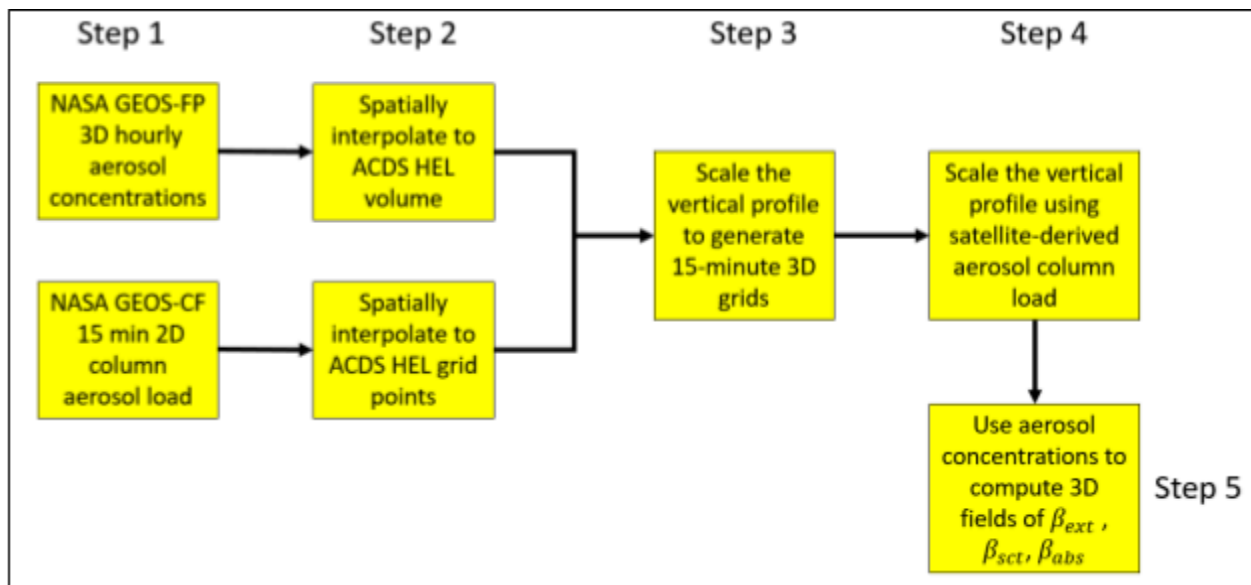 Step 1
Step 2
Step 3
Step 4
NASA GEOS-FP
3D hourly
aerosol
concentrations
Spatially
interpolate to
ACDS HEL
volume
NASA GEOS-CF
15 min 2D
column
aerosol load
Spatially
interpolate to
ACDS HEL grid
points
Scale the
vertical profile
to generate
15-minute 3D
grids
Scale the vertical
profile using
satellite-derived
aerosol column
load
Use aerosol
concentrations to
compute 3D
fields of β_ext ,
β_sct, β_abs
Step 5